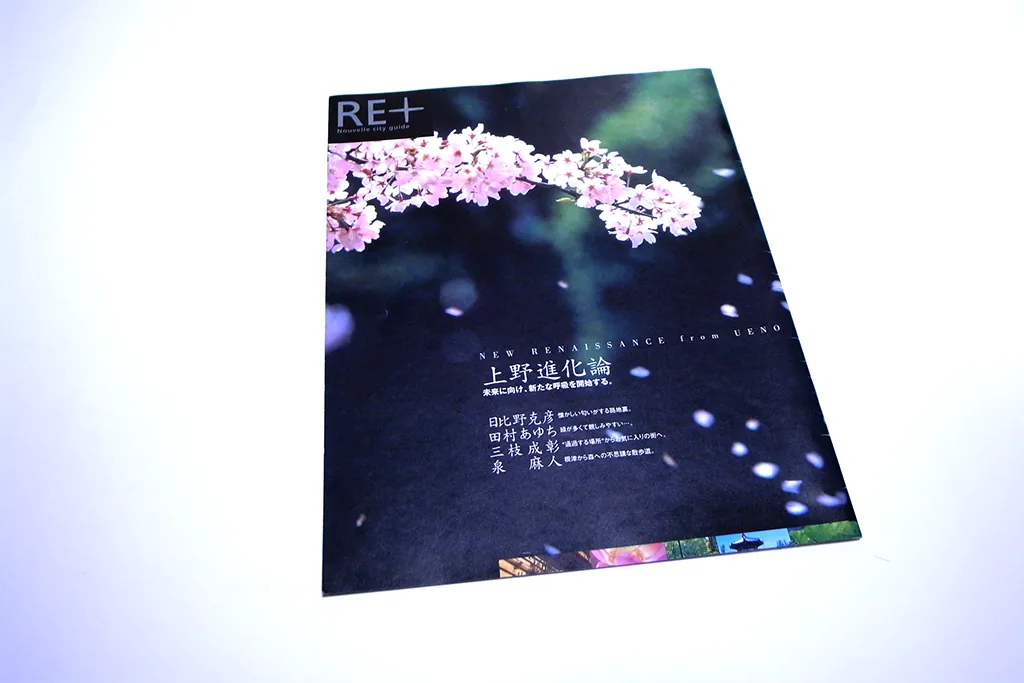 RE+
Nouvelle city guide
NEW RENAISSANCE from UENO
上野進化論
未来に向け、新たな呼吸を開始する。
日比野克彦 懐かしい匂いがする路地裏。
田村あゆち 緑が多くて親しみやすい…。
三枝成彰 “通過する場所”からお気に入りの街へ。
泉 麻人 根津から森への不思議な散歩道。